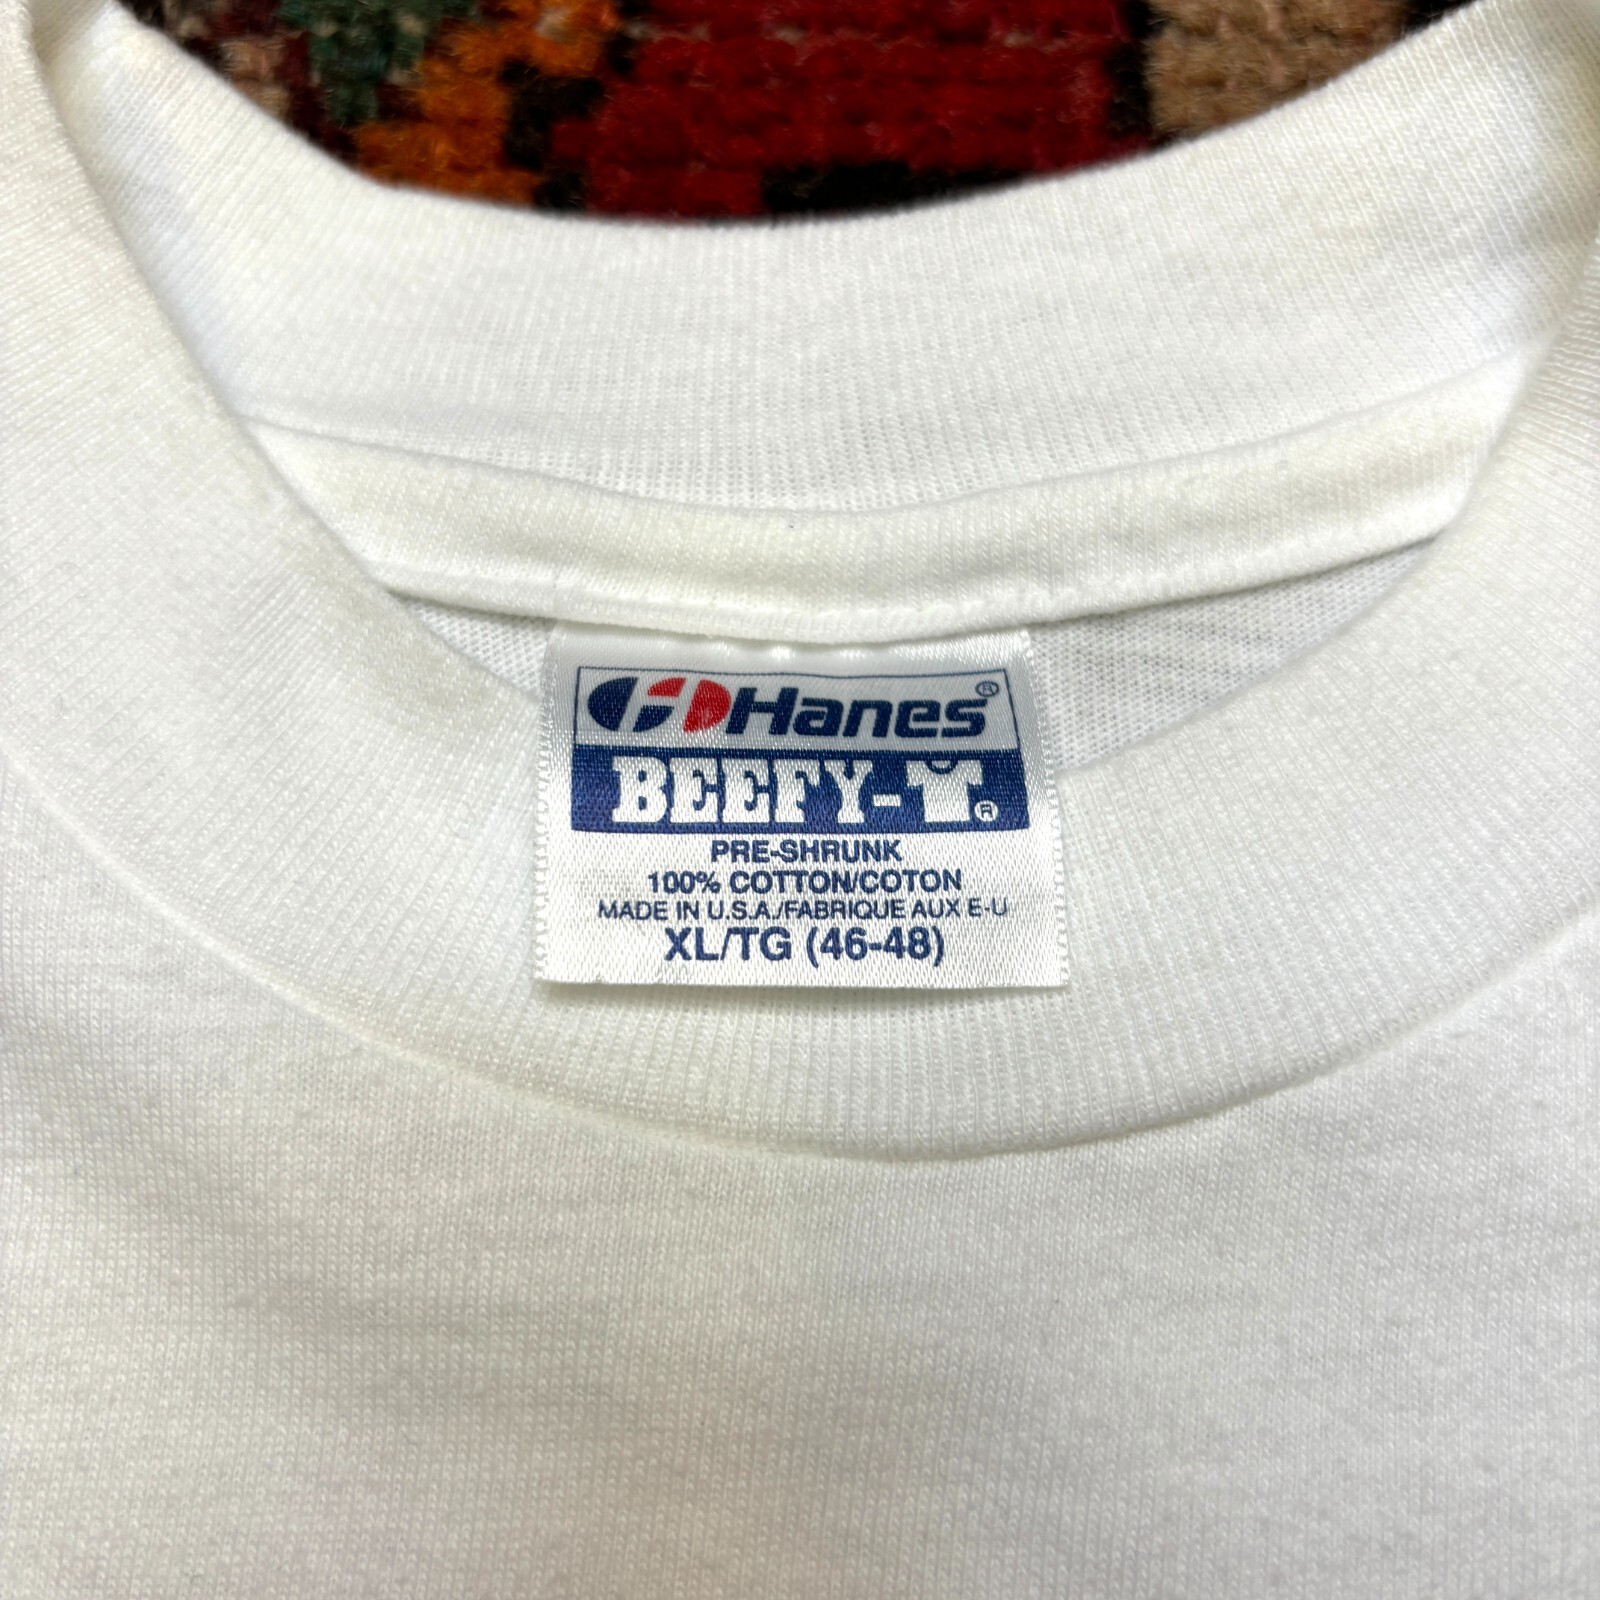 Hanes®
BEEFY-T®
PRE-SHRUNK
100% COTTON/COTON
MADE IN U.S.A./FABRIQUE AUX E-U
XL/TG (46-48)